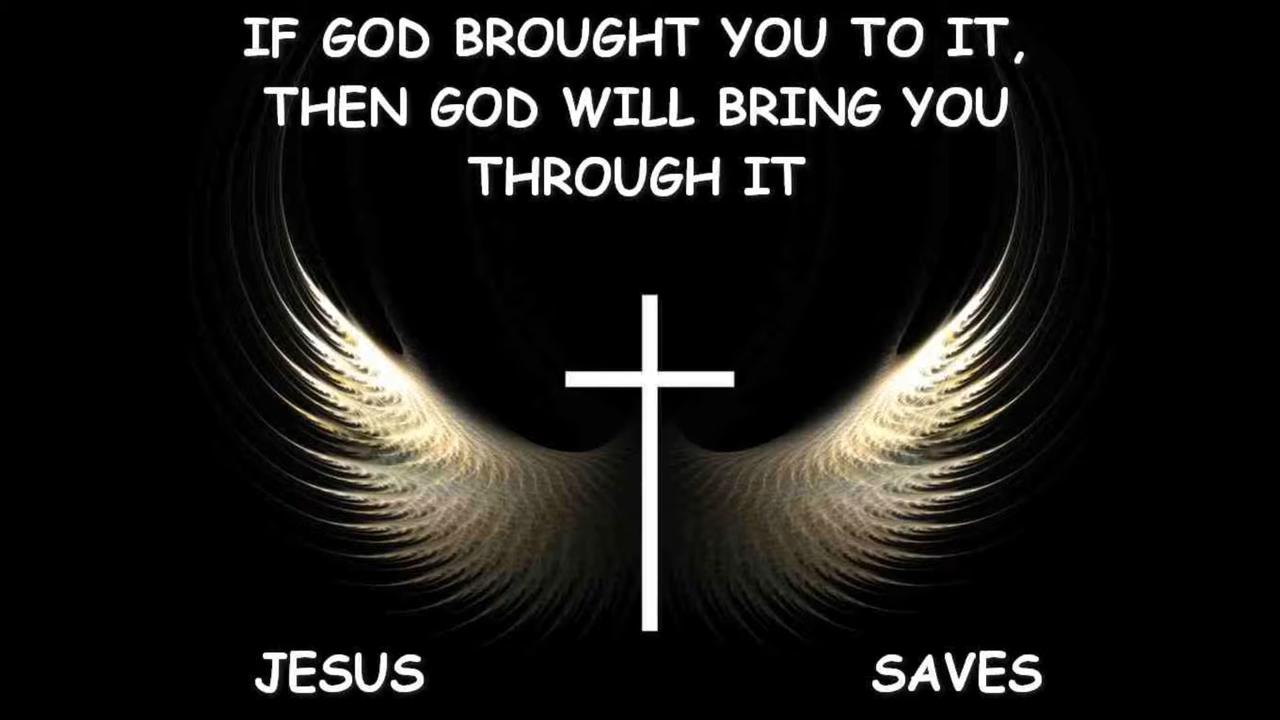 IF GOD BROUGHT YOU TO IT,
THEN GOD WILL BRING YOU
THROUGH IT
JESUS SAVES